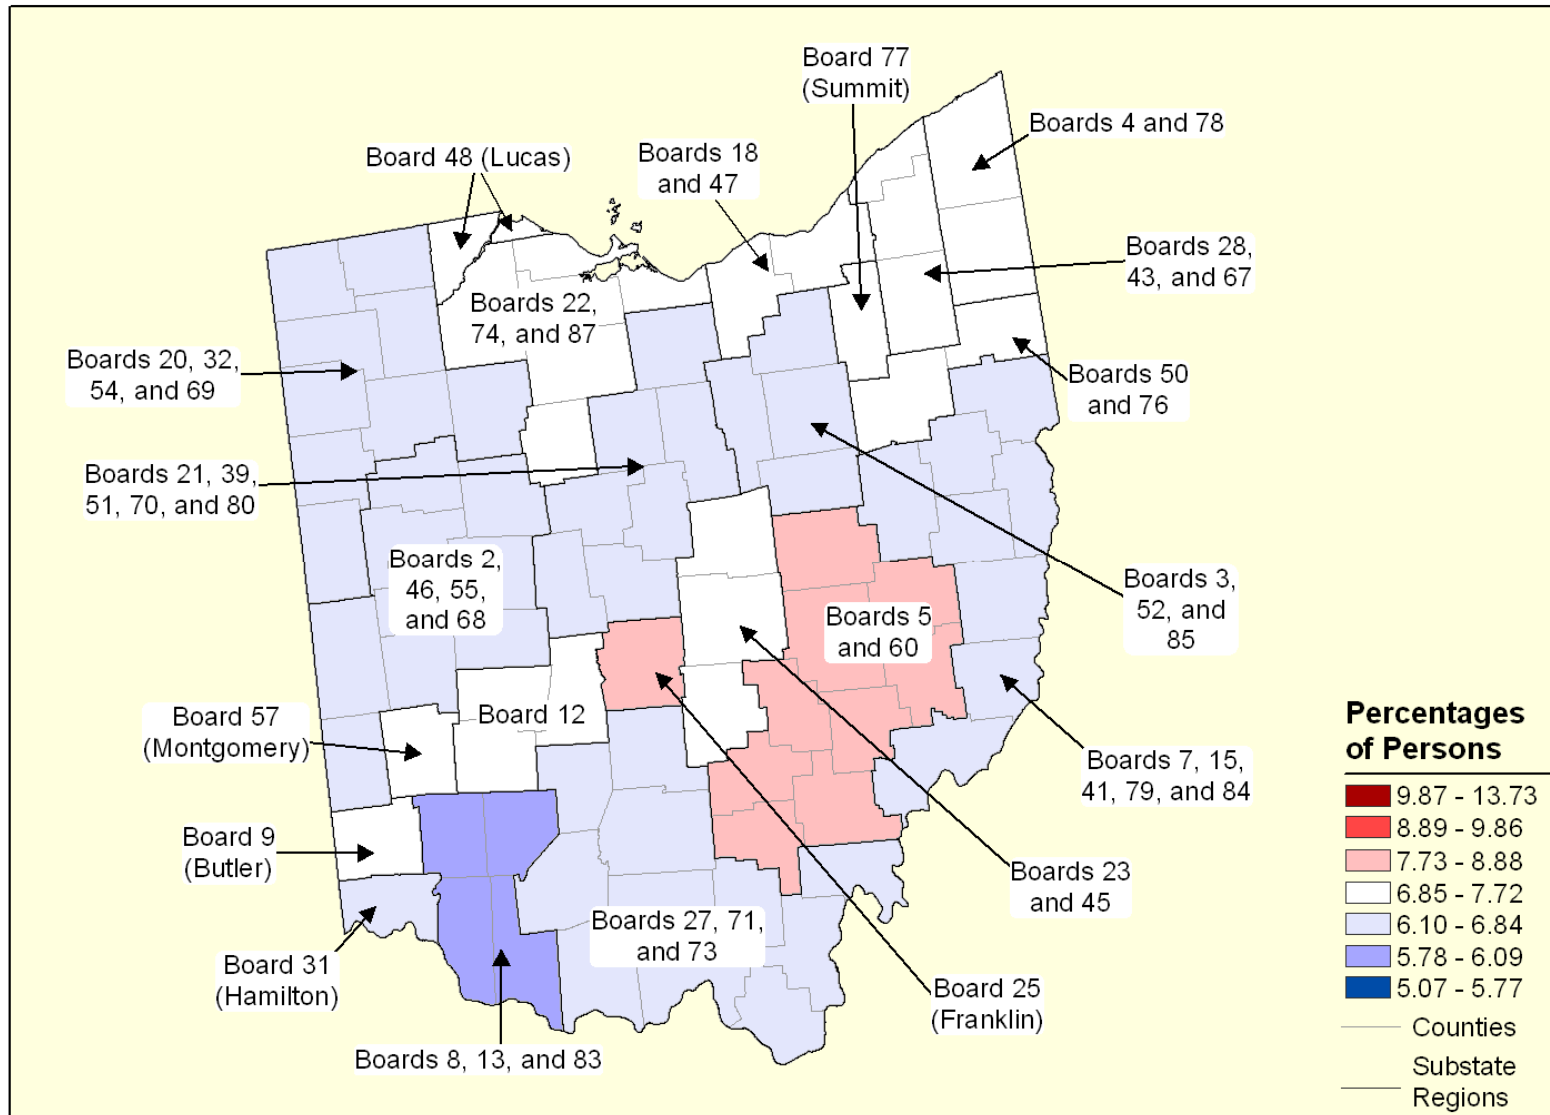 Board 77
(Summit)
Boards 4 and 78
Board 48 (Lucas)
Boards 18
and 47
Boards 28,
43, and 67
Boards 22,
74, and 87
Boards 20, 32,
54, and 69
Boards 50
and 76
Boards 21, 39,
51, 70, and 80
Boards 2,
46, 55,
and 68
Boards 3,
52, and
85
Boards 5
and 60
Board 57
(Montgomery)
Board 12
Boards 7, 15,
41, 79, and 84
Board 9
(Butler)
Boards 23
and 45
Boards 27, 71,
and 73
Board 31
(Hamilton)
Board 25
(Franklin)
Boards 8, 13, and 83
Percentages
of Persons
9.87 - 13.73
8.89 - 9.86
7.73 - 8.88
6.85 - 7.72
6.10 - 6.84
5.78 - 6.09
5.07 - 5.77
Counties
Substate
Regions